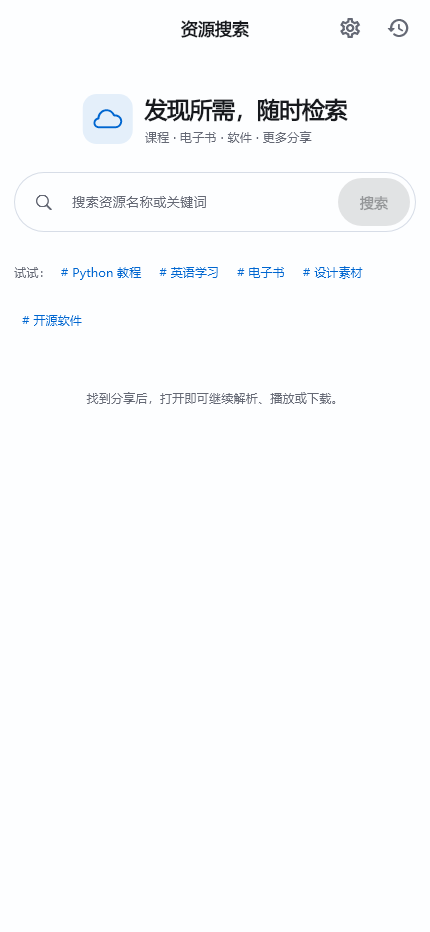 资源搜索
发现所需，随时检索
课程 · 电子书 · 软件 · 更多分享
搜索资源名称或关键词
搜索
试试： # Python 教程 # 英语学习 # 电子书 # 设计素材
# 开源软件
找到分享后，打开即可继续解析、播放或下载。